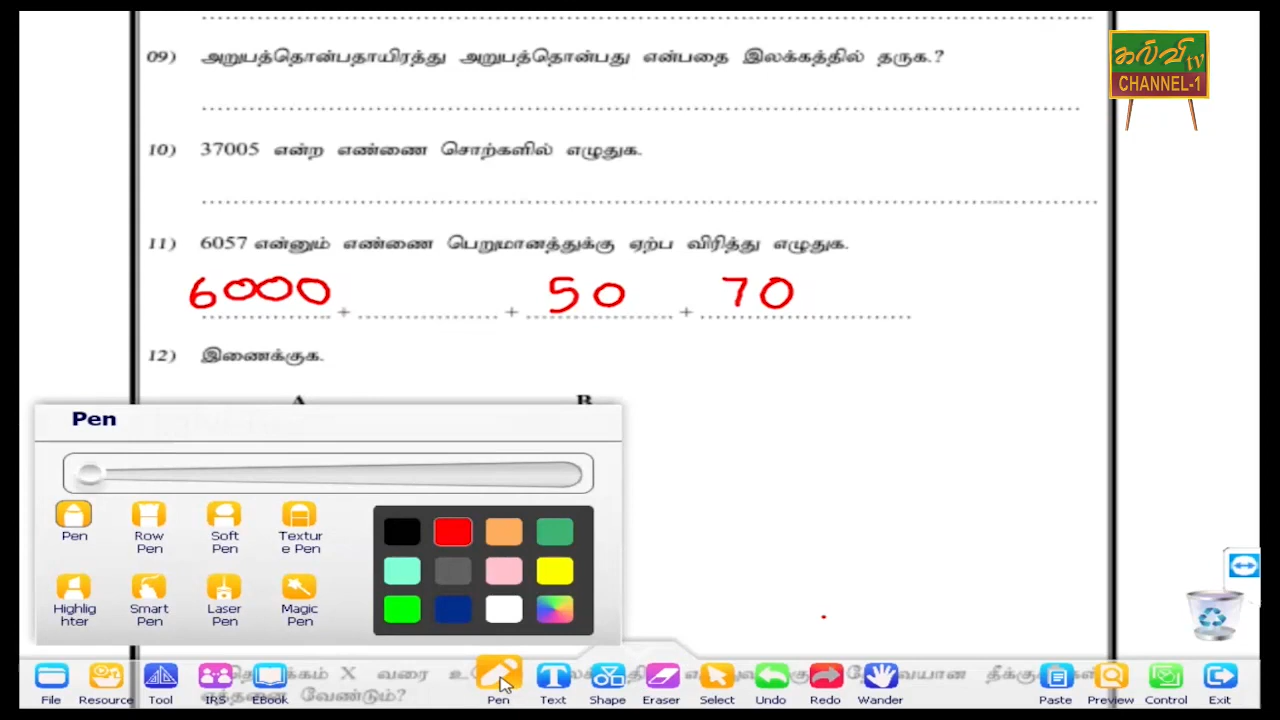 கல்வி tv
CHANNEL-1
09) அறுபத்தொன்பதாயிரத்து அறுபத்தொன்பது என்பதை இலக்கத்தில் தருக.?
10) 37005 என்ற எண்ணை சொற்களில் எழுதுக.
11) 6057 என்னும் எண்ணை பெறுமானத்துக்கு ஏற்ப விரித்து எழுதுக.
6000 + + 50 + 70
12) இணைக்குக.
A B
Pen
Pen Row Pen Soft Pen Texture Pen
Highlighter Smart Pen Laser Pen Magic Pen
X வரை
எத்தனை வேண்டும்?
File Resource Tool IRS EBook Pen Text Shape Eraser Select Undo Redo Wander Paste Preview Control Exit